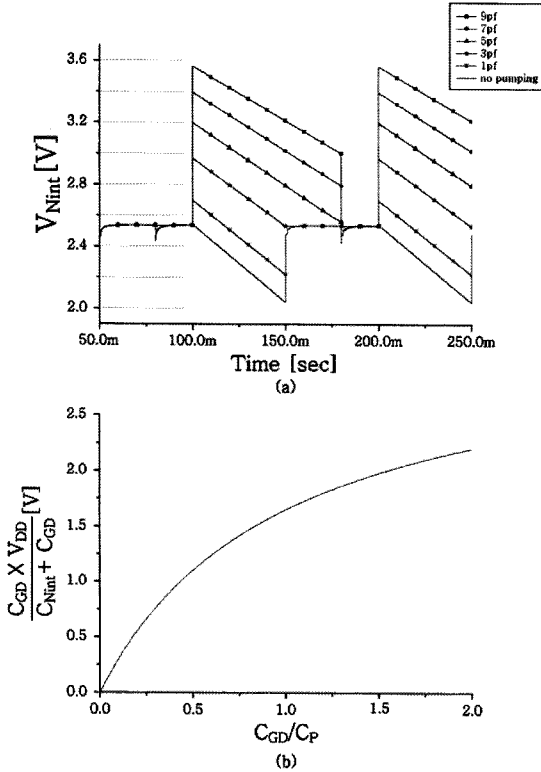 9pf
7pf
5pf
3pf
1pf
no pumping
3.6
3.2
2.8
2.4
2.0
V_Nint [V]
50.0m 100.0m 150.0m 200.0m 250.0m
Time [sec]
(a)
2.5
2.0
1.5
1.0
0.5
0.0
C_GD X V_DD
C_Nint + C_GD
[V]
0.0 0.5 1.0 1.5 2.0
C_GD/C_P
(b)